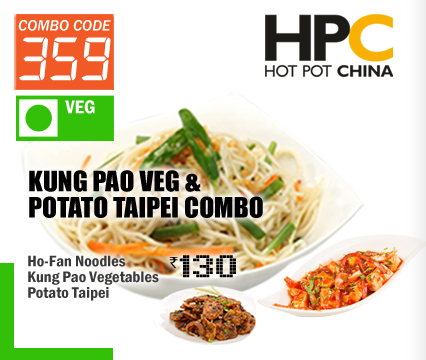 COMBO CODE
359
VEG
HPC
HOT POT CHINA
KUNG PAO VEG &
POTATO TAIPEI COMBO
Ho-Fan Noodles
Kung Pao Vegetables
Potato Taipei
₹130